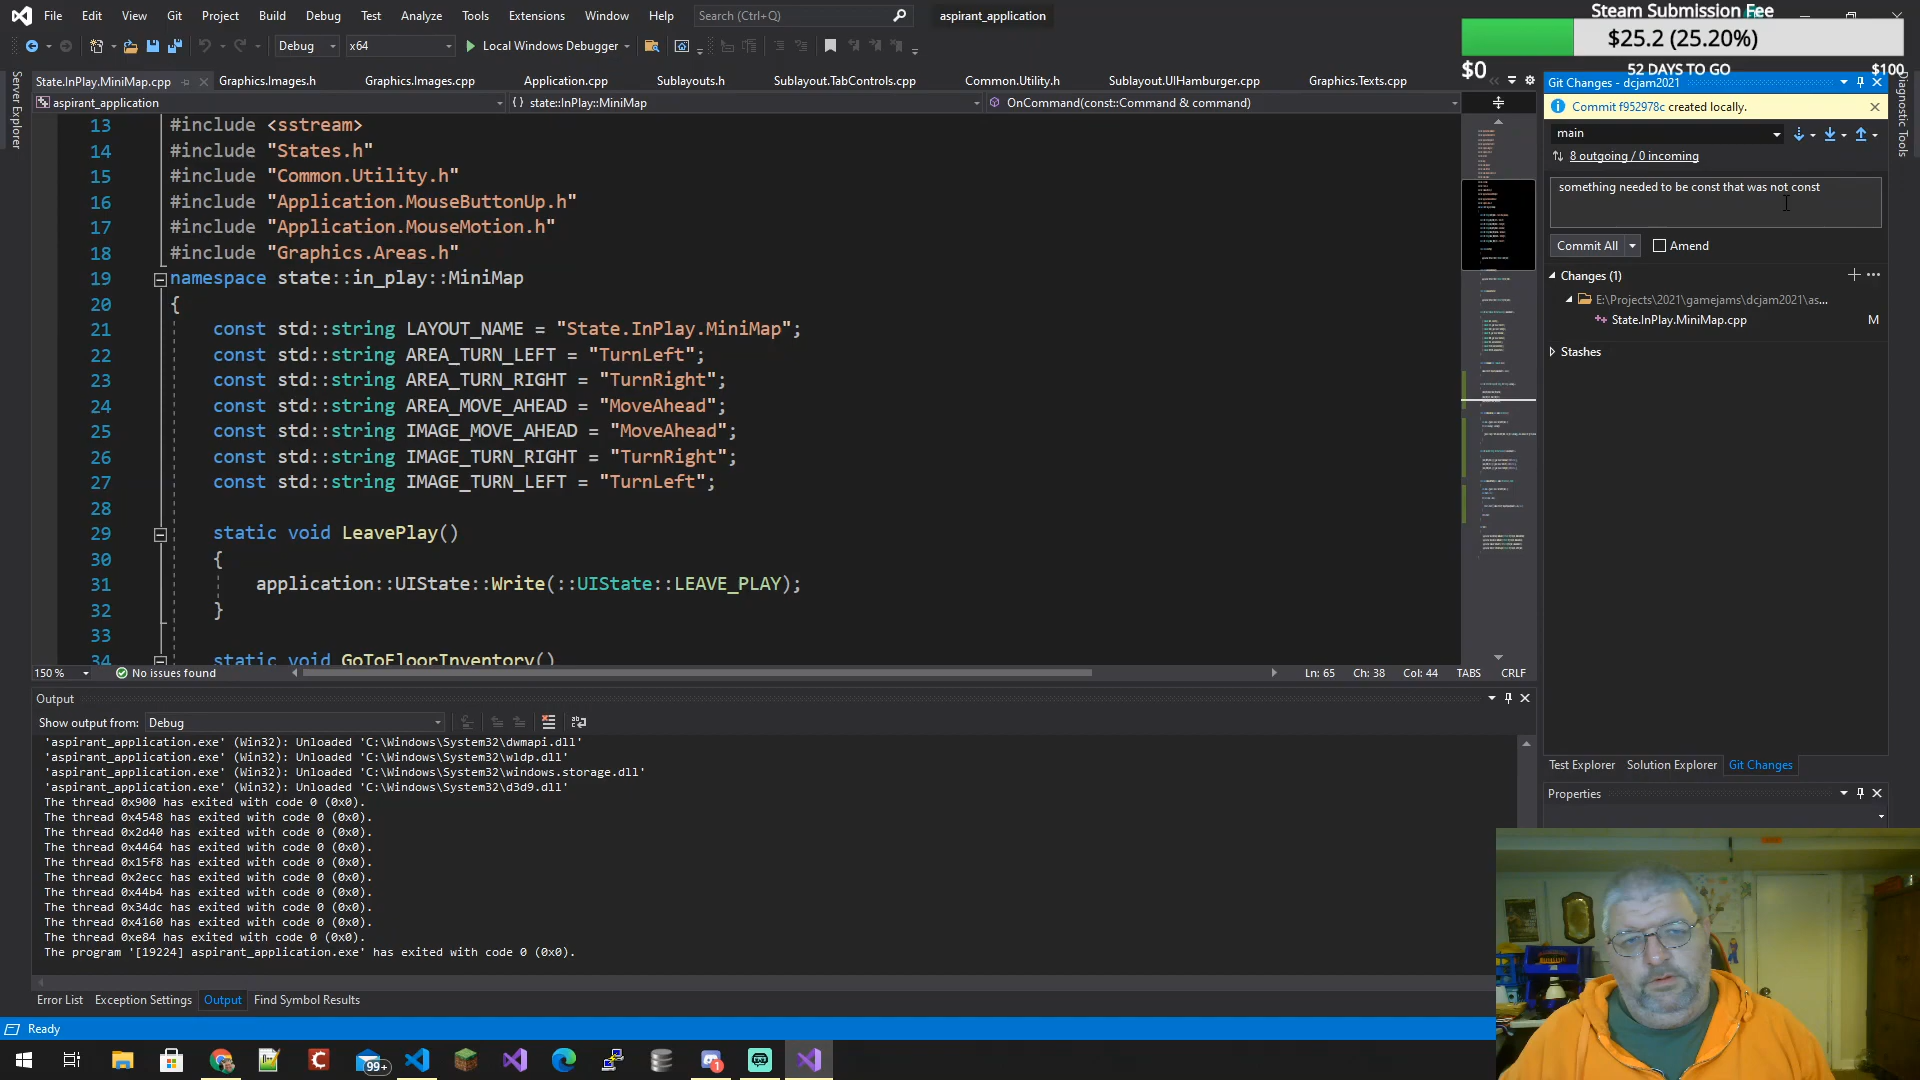 File Edit View Git Project Build Debug Test Analyze Tools Extensions Window Help Search (Ctrl+Q) aspirant_application
Steam Submission Fee
$25.2 (25.20%)
$0 52 DAYS TO GO $100
Debug x64 Local Windows Debugger
Server Explorer
State.InPlay.MiniMap.cpp Graphics.Images.h Graphics.Images.cpp Application.cpp Sublayouts.h Sublayout.TabControls.cpp Common.Utility.h Sublayout.UIHamburger.cpp Graphics.Texts.cpp
aspirant_application {} state::InPlay::MiniMap OnCommand(const::Command & command)
13 #include <sstream>
14 #include "States.h"
15 #include "Common.Utility.h"
16 #include "Application.MouseButtonUp.h"
17 #include "Application.MouseMotion.h"
18 #include "Graphics.Areas.h"
19 namespace state::in_play::MiniMap
20 {
21 const std::string LAYOUT_NAME = "State.InPlay.MiniMap";
22 const std::string AREA_TURN_LEFT = "TurnLeft";
23 const std::string AREA_TURN_RIGHT = "TurnRight";
24 const std::string AREA_MOVE_AHEAD = "MoveAhead";
25 const std::string IMAGE_MOVE_AHEAD = "MoveAhead";
26 const std::string IMAGE_TURN_RIGHT = "TurnRight";
27 const std::string IMAGE_TURN_LEFT = "TurnLeft";
28
29 static void LeavePlay()
30 {
31 application::UIState::Write(::UIState::LEAVE_PLAY);
32 }
33
34 static void GoToFloorInventory()
150 % No issues found Ln: 65 Ch: 38 Col: 44 TABS CRLF
Output
Show output from: Debug
'aspirant_application.exe' (Win32): Unloaded 'C:\Windows\System32\dwmapi.dll'
'aspirant_application.exe' (Win32): Unloaded 'C:\Windows\System32\wldp.dll'
'aspirant_application.exe' (Win32): Unloaded 'C:\Windows\System32\windows.storage.dll'
'aspirant_application.exe' (Win32): Unloaded 'C:\Windows\System32\d3d9.dll'
The thread 0x900 has exited with code 0 (0x0).
The thread 0x4548 has exited with code 0 (0x0).
The thread 0x2d40 has exited with code 0 (0x0).
The thread 0x4464 has exited with code 0 (0x0).
The thread 0x15f8 has exited with code 0 (0x0).
The thread 0x2ecc has exited with code 0 (0x0).
The thread 0x44b4 has exited with code 0 (0x0).
The thread 0x34dc has exited with code 0 (0x0).
The thread 0x4160 has exited with code 0 (0x0).
The thread 0xe84 has exited with code 0 (0x0).
The program '[19224] aspirant_application.exe' has exited with code 0 (0x0).
Error List Exception Settings Output Find Symbol Results
Ready
Git Changes - dcjam2021
Commit f952978c created locally.
main
8 outgoing / 0 incoming
something needed to be const that was not const
Commit All Amend
Changes (1)
E:\Projects\2021\gamejams\dcjam2021\as...
State.InPlay.MiniMap.cpp M
Stashes
Test Explorer Solution Explorer Git Changes
Properties
Diagnostic Tools
99+
1